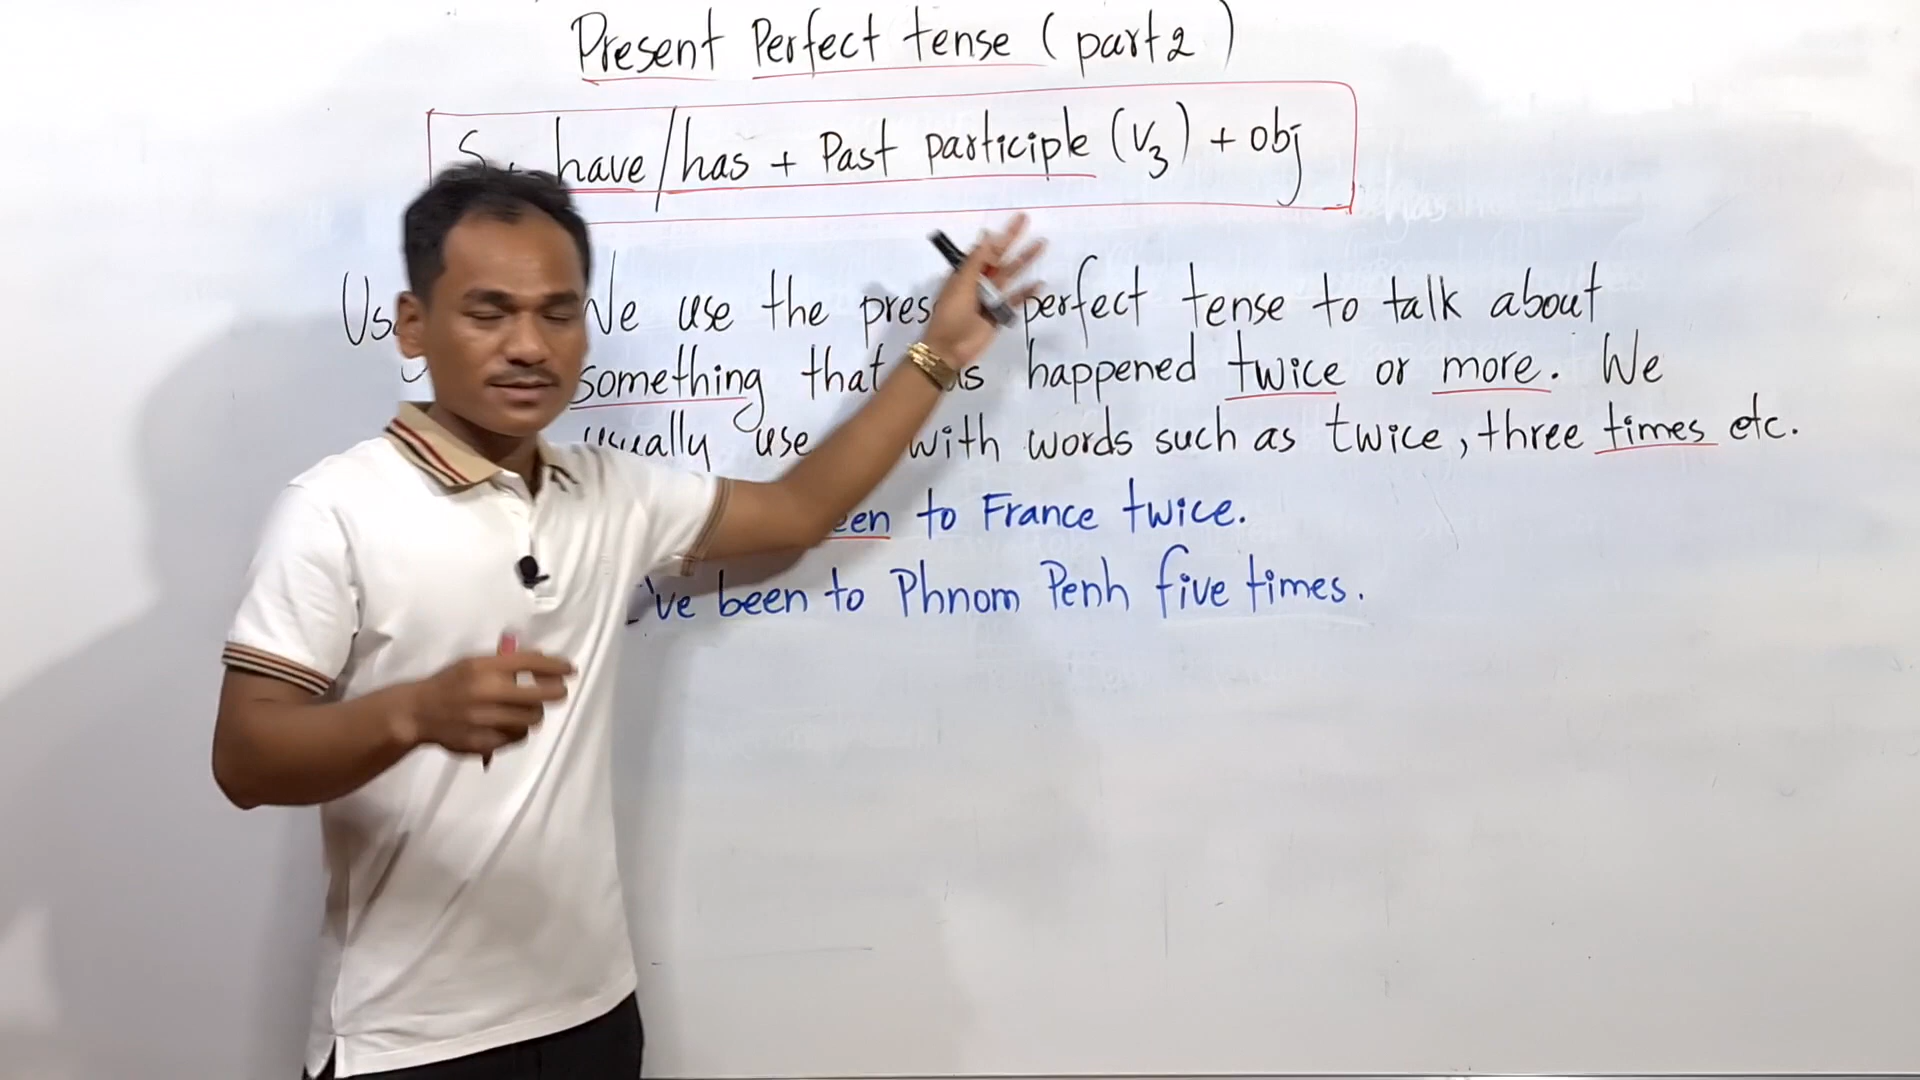 Present Perfect tense (part 2)
S + have/has + Past participle (V3) + obj
We use the perfect tense to talk about
something that happened twice or more. We
usually use with words such as twice, three times etc.
to France twice.
I've been to Phnom Penh five times.